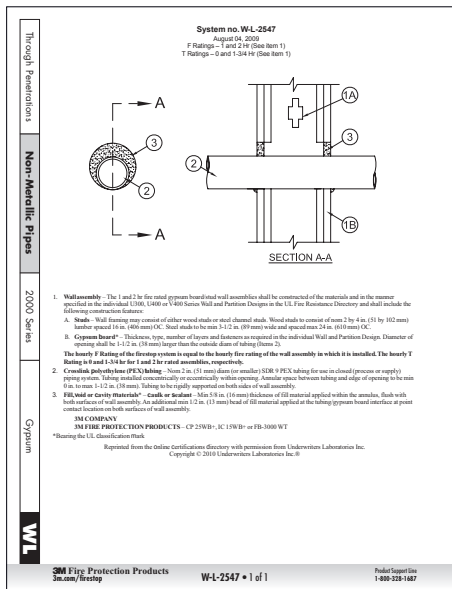 System no. W-L-2547
August 04, 2009
F Ratings – 1 and 2 Hr (See item 1)
T Ratings – 0 and 1-3/4 Hr (See item 1)
Through Penetrations
Non-Metallic Pipes
2000 Series
Gypsum
WL
A
A
3
2
1A
3
2
1B
SECTION A-A
1. Wall assembly – The 1 and 2 hr fire rated gypsum board/stud wall assemblies shall be constructed of the materials and in the manner
specified in the individual U300, U400 or V400 Series Wall and Partition Designs in the UL Fire Resistance Directory and shall include the
following construction features:
A. Studs – Wall framing may consist of either wood studs or steel channel studs. Wood studs to consist of nom 2 by 4 in. (51 by 102 mm)
lumber spaced 16 in. (406 mm) OC. Steel studs to be min 3-1/2 in. (89 mm) wide and spaced max 24 in. (610 mm) OC.
B. Gypsum board* – Thickness, type, number of layers and fasteners as required in the individual Wall and Partition Design. Diameter of
opening shall be 1-1/2 in. (38 mm) larger than the outside diam of tubing (Items 2).
The hourly F Rating of the firestop system is equal to the hourly fire rating of the wall assembly in which it is installed. The hourly T
Rating is 0 and 1-3/4 hr for 1 and 2 hr rated assemblies, respectively.
2. Crosslink polyethylene (PEX) tubing – Nom 2 in. (51 mm) diam (or smaller) SDR 9 PEX tubing for use in closed (process or supply)
piping system. Tubing installed concentrically or eccentrically within opening. Annular space between tubing and edge of opening to be min
0 in. to max 1-1/2 in. (38 mm). Tubing to be rigidly supported on both sides of wall assembly.
3. Fill, void or cavity materials* – caulk or sealant – Min 5/8 in. (16 mm) thickness of fill material applied within the annulus, flush with
both surfaces of wall assembly. An additional min 1/2 in. (13 mm) bead of fill material applied at the tubing/gypsum board interface at point
contact location on both surfaces of wall assembly.
3M COMPANY
3M FIRE PROTECTION PRODUCTS – CP 25WB+, IC 15WB+ or FB-3000 WT
*Bearing the UL classification mark
Reprinted from the online certifications directory with permission from Underwriters Laboratories Inc.
Copyright © 2010 Underwriters Laboratories Inc.®
3M Fire Protection Products
3m.com/firestop
W-L-2547 • 1 of 1
Product Support Line
1-800-328-1687